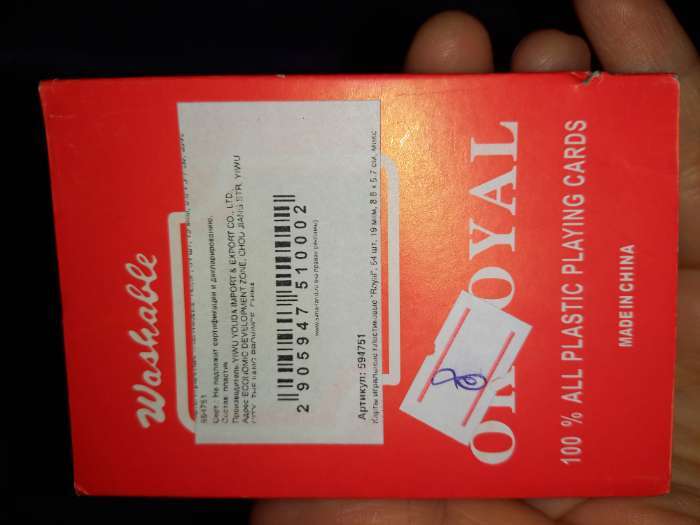 Washable
594751
Серт.: Не подлежит сертификации и декларированию.
Состав: пластик
Производитель YIWU YOUDA IMPORT & EXPORT CO., LTD.
Адрес ECONOMIC DEVELOPMENT ZONE, CHOU JIANG STR. YIWU
2 905947 510002
Артикул: 594751
Карты игральные пластиковые "Royal", 54 шт, 19 мкм, 8.8 х 5.7 см, микс
8
OYAL
100 % ALL PLASTIC PLAYING CARDS
MADE IN CHINA